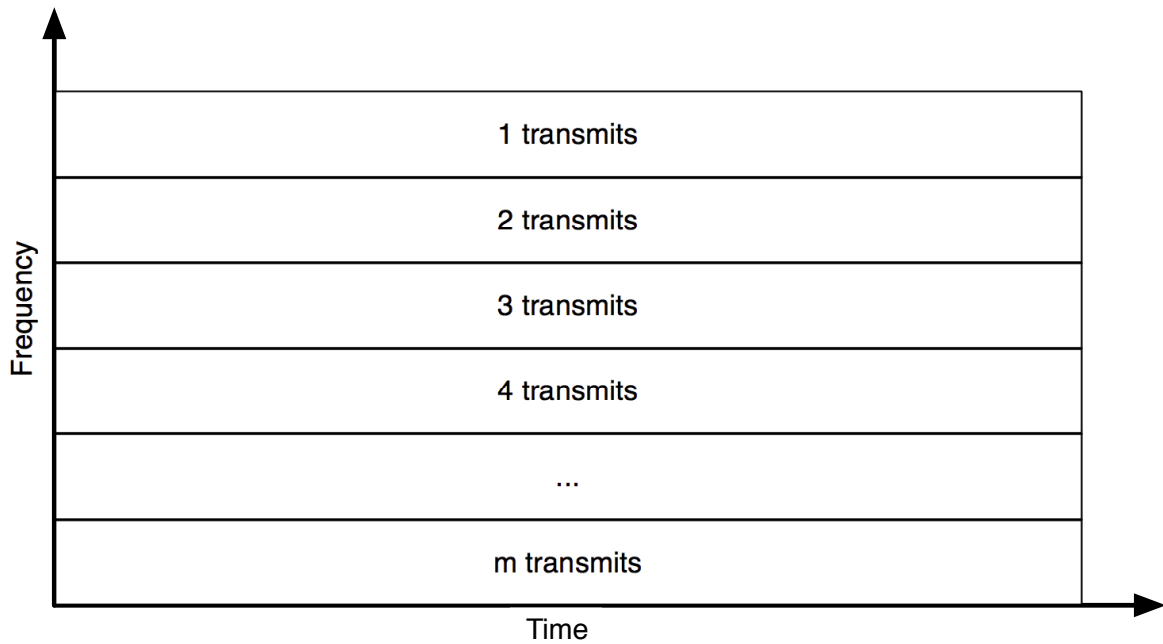 1 transmits
2 transmits
3 transmits
4 transmits
...
m transmits
Frequency
Time